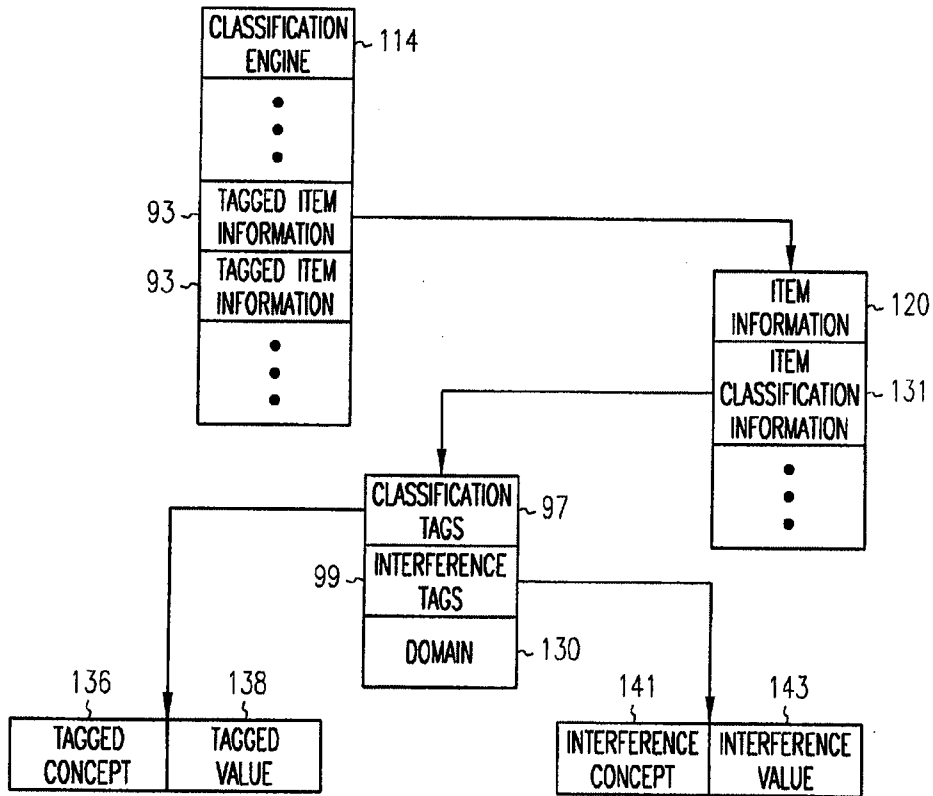 CLASSIFICATION
ENGINE
114
93
TAGGED ITEM
INFORMATION
93
TAGGED ITEM
INFORMATION
ITEM
INFORMATION
120
ITEM
CLASSIFICATION
INFORMATION
131
CLASSIFICATION
TAGS
97
99
INTERFERENCE
TAGS
DOMAIN
130
136
138
TAGGED
CONCEPT
TAGGED
VALUE
141
143
INTERFERENCE
CONCEPT
INTERFERENCE
VALUE